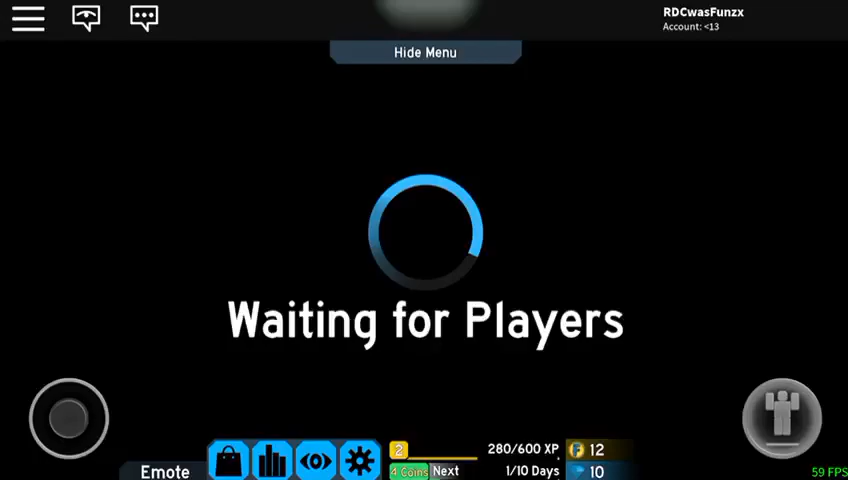 RDCwasFunzx
Account: <13
Hide Menu
Waiting for Players
2
280/600 XP
12
4 Coins
Next
1/10 Days
10
Emote
59 FPS